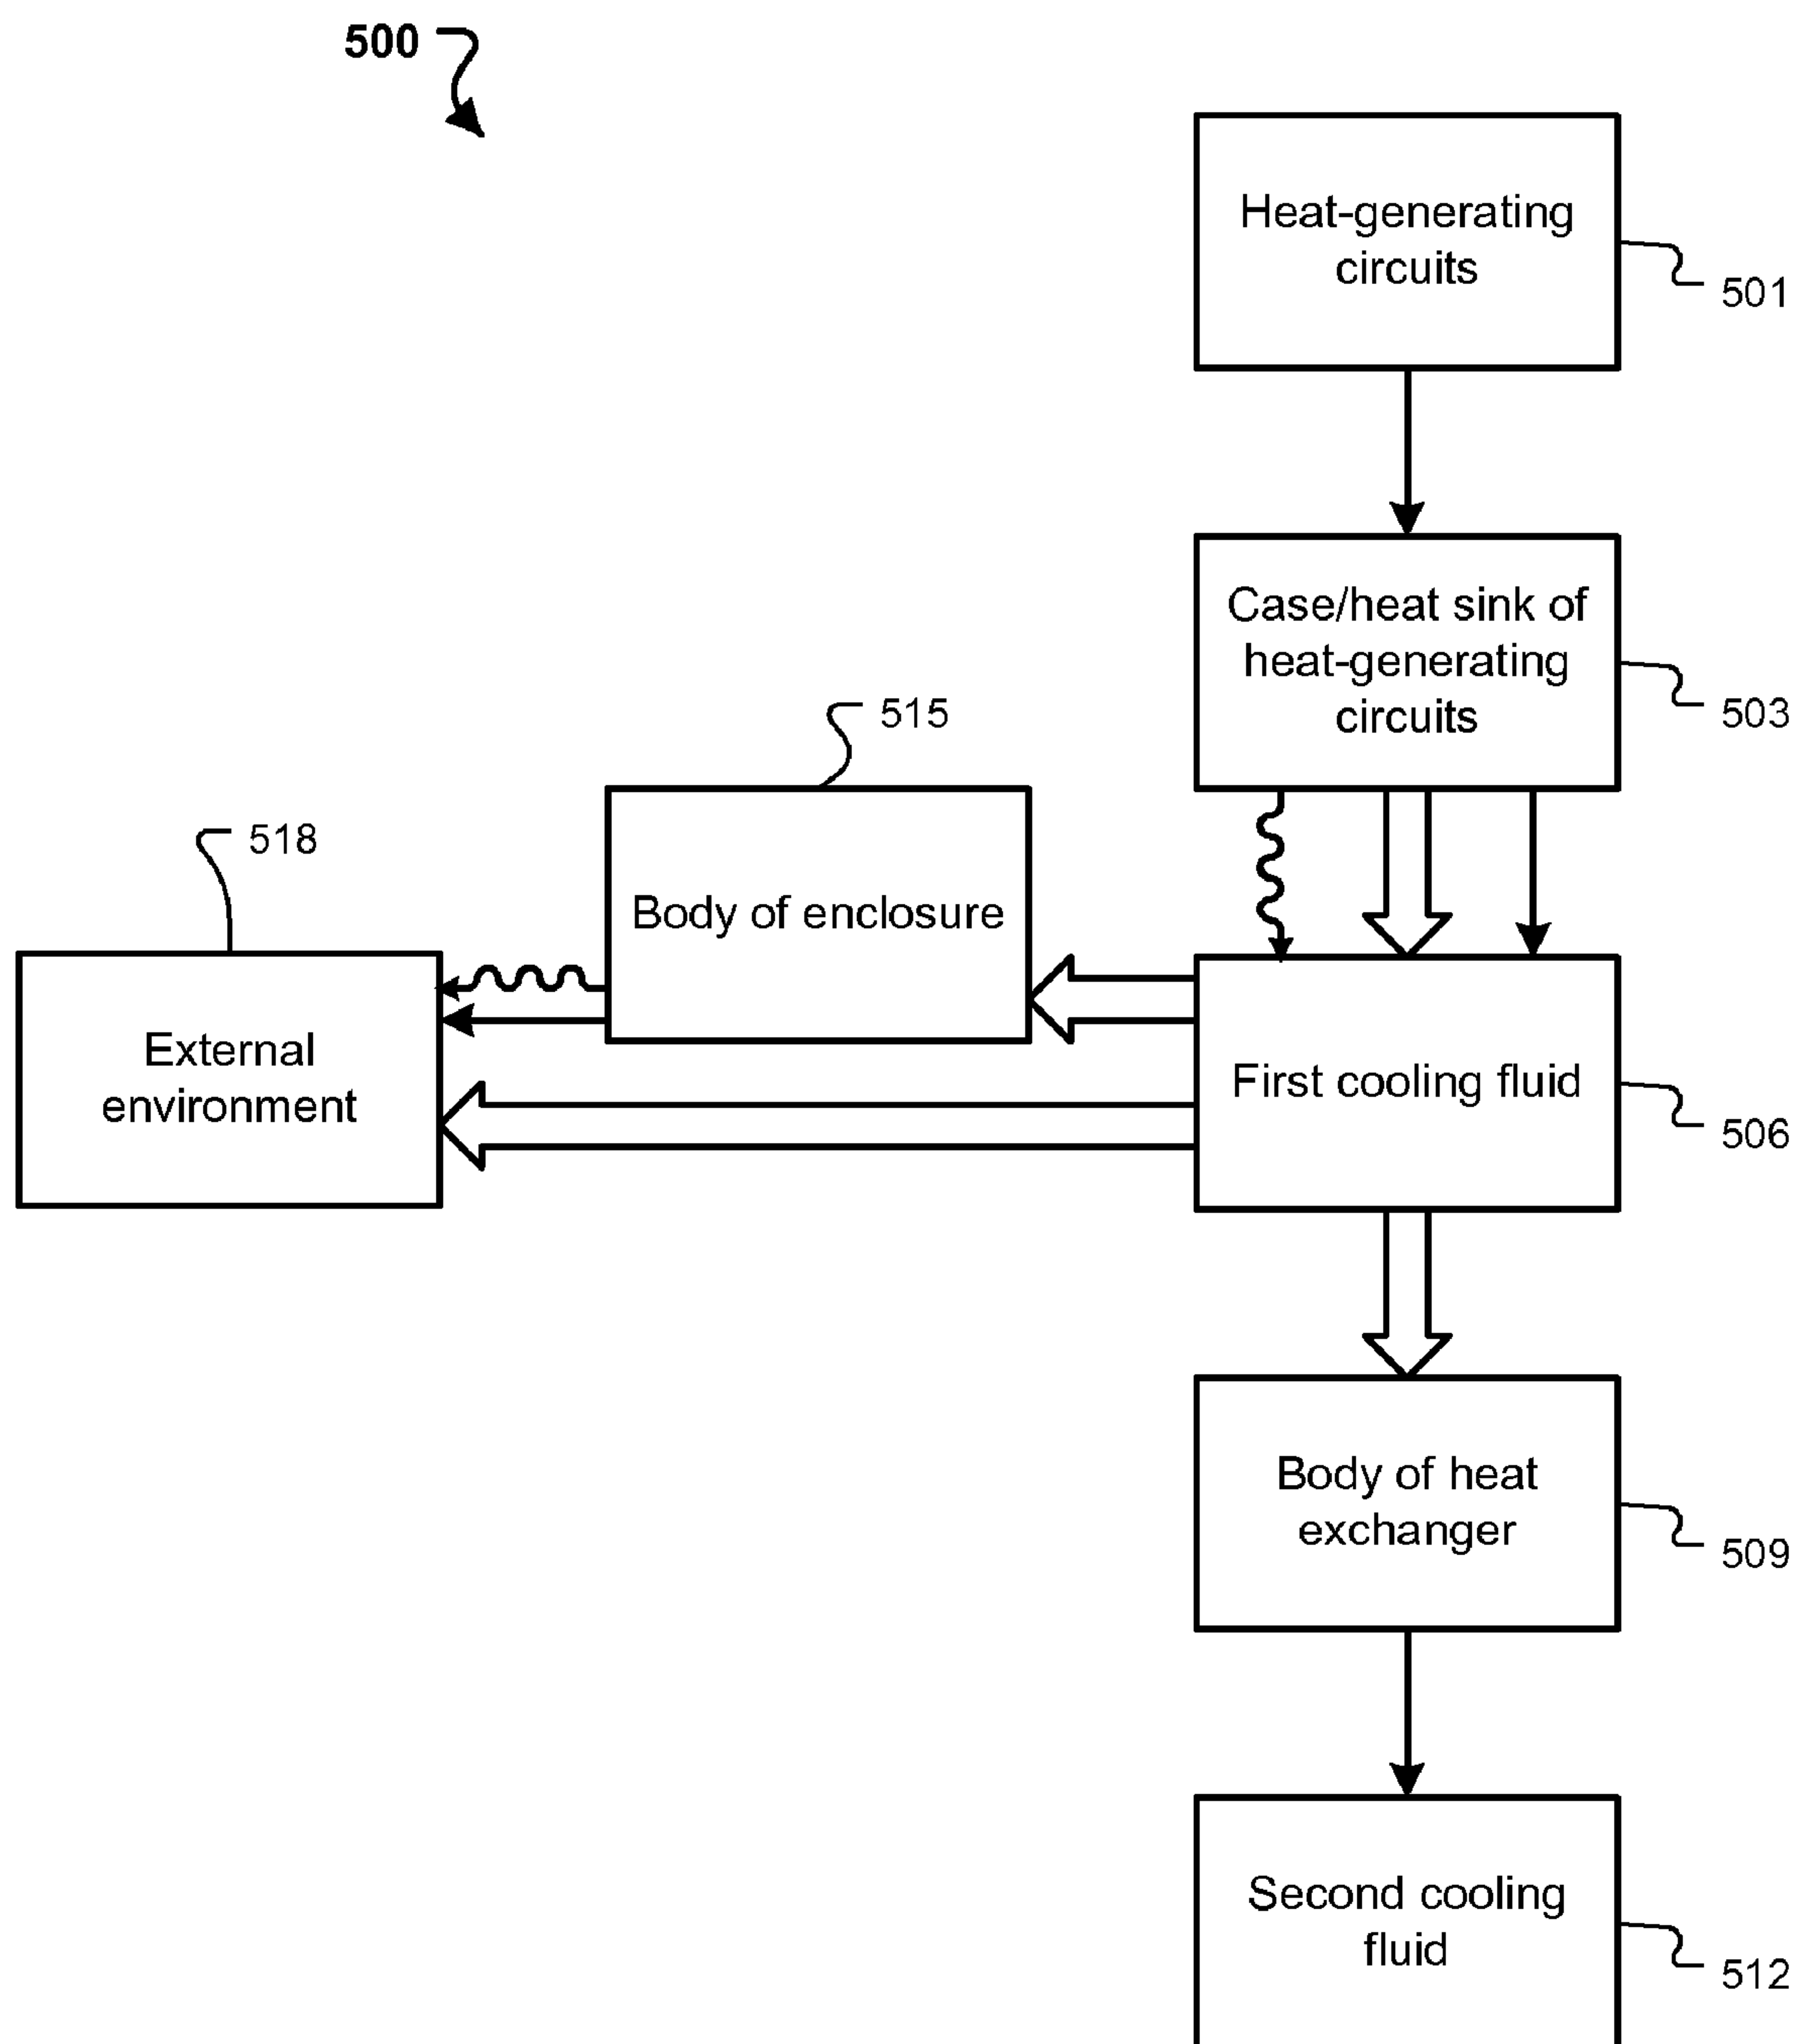 500
Heat-generating
circuits
501
Case/heat sink of
heat-generating
circuits
503
515
Body of enclosure
518
External
environment
First cooling fluid
506
Body of heat
exchanger
509
Second cooling
fluid
512